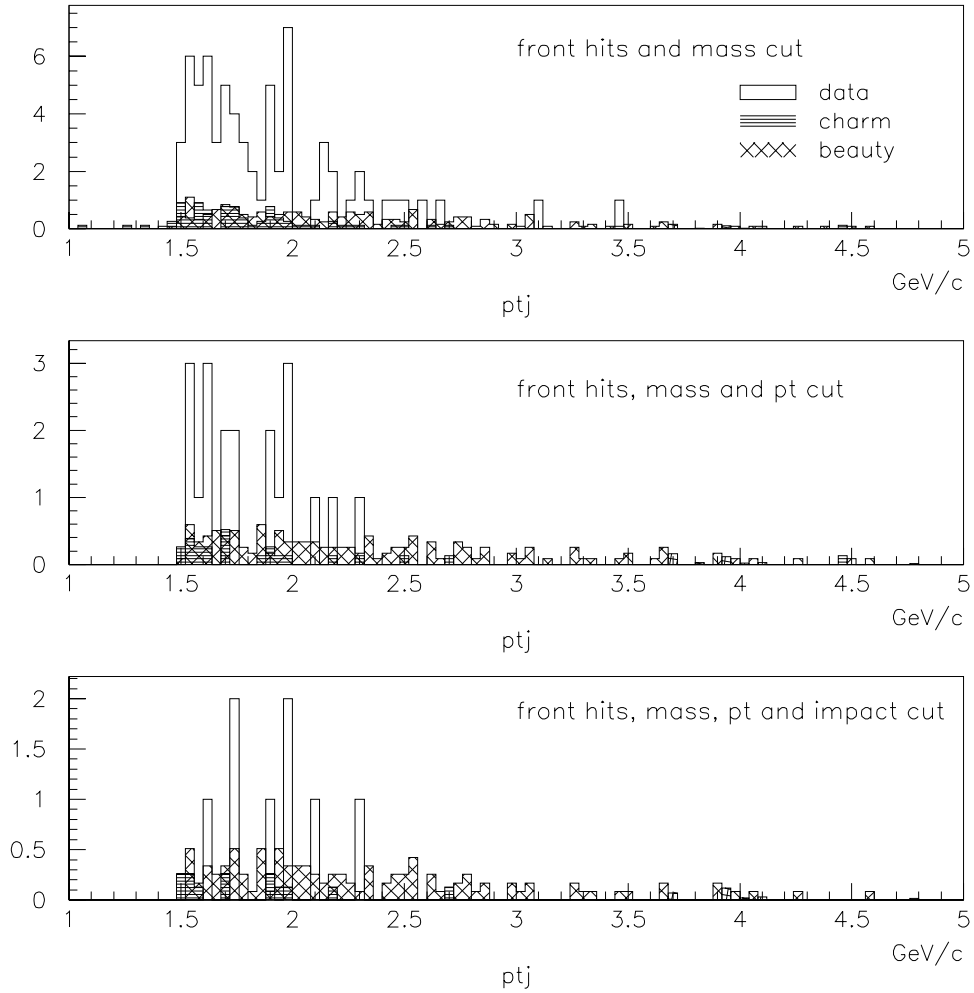 front hits and mass cut
data
charm
beauty
6
4
2
0
1 1.5 2 2.5 3 3.5 4 4.5 5
GeV/c
ptj
front hits, mass and pt cut
3
2
1
0
1 1.5 2 2.5 3 3.5 4 4.5 5
GeV/c
ptj
front hits, mass, pt and impact cut
2
1.5
1
0.5
0
1 1.5 2 2.5 3 3.5 4 4.5 5
GeV/c
ptj